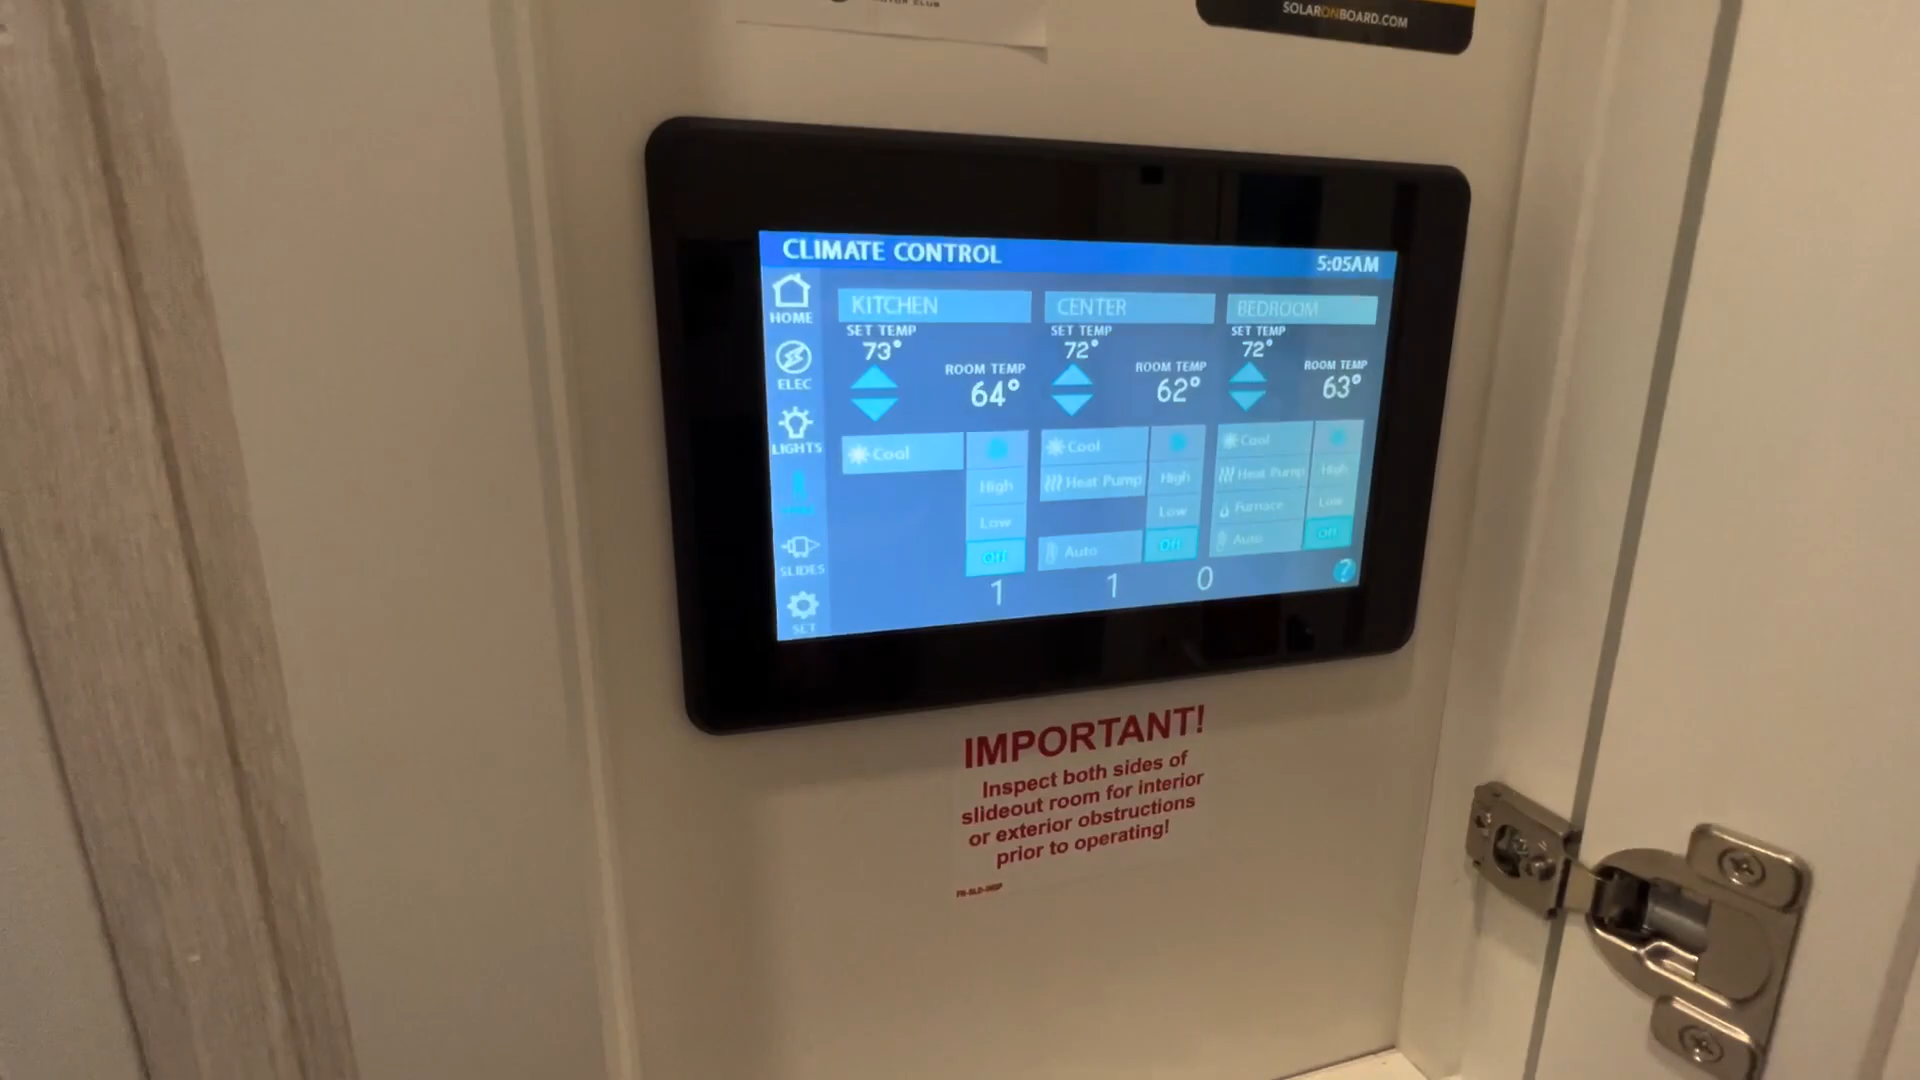 SOLARONBOARD.COM
CLIMATE CONTROL
5:05AM
HOME
ELEC
LIGHTS
SLIDES
SET
KITCHEN
SET TEMP
73°
ROOM TEMP
64°
Cool
High
Low
Off
1
CENTER
SET TEMP
72°
ROOM TEMP
62°
Cool
Heat Pump
Auto
High
Low
Off
1
BEDROOM
SET TEMP
72°
ROOM TEMP
63°
Cool
Heat Pump
Furnace
Auto
High
Low
Off
0
?
IMPORTANT!
Inspect both sides of
slideout room for interior
or exterior obstructions
prior to operating!